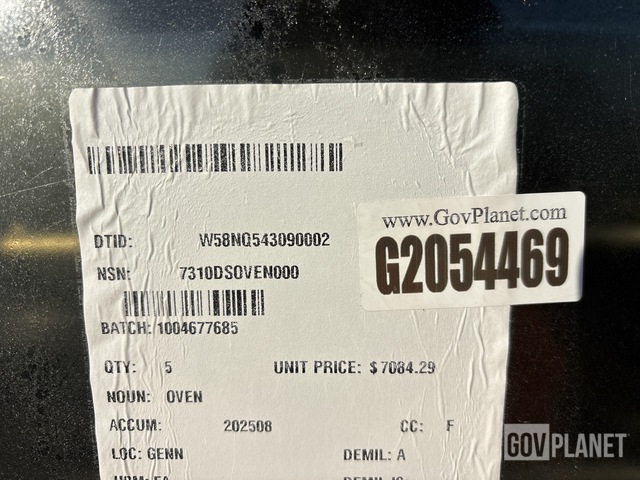 DTID: W58NQ543090002
www.GovPlanet.com
G2054469
NSN: 7310DSOVEN000
BATCH: 1004677685
QTY: 5 UNIT PRICE: $7084.29
NOUN: OVEN
ACCUM: 202508 CC: F
LOC: GENN DEMIL: A
GOVPLANET